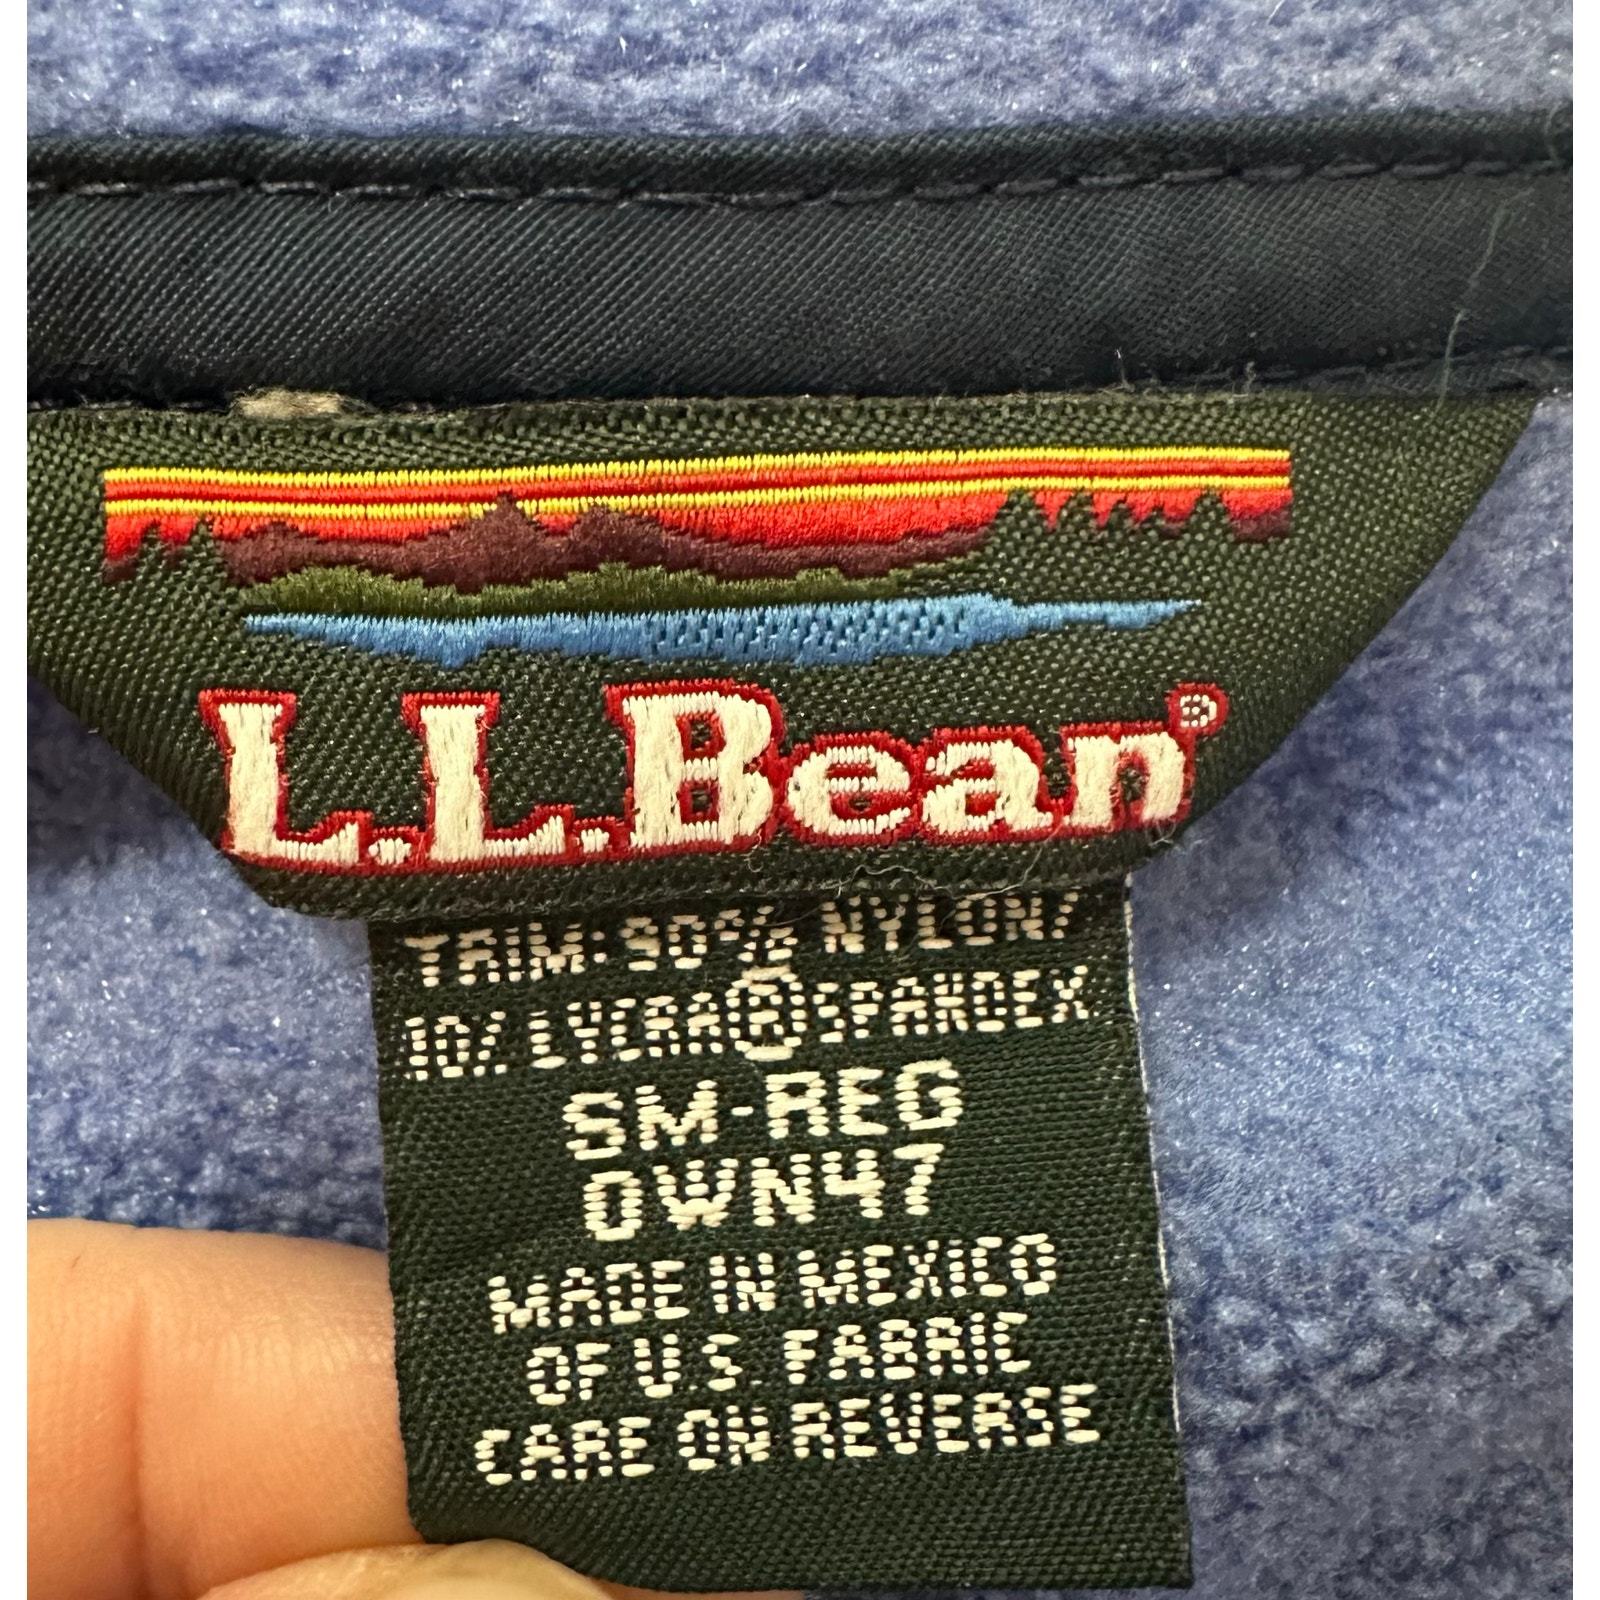 L.L.Bean®
TRIM: 90% NYLON/
10% LYCRA® SPANDEX
SM-REG
0WN47
MADE IN MEXICO
OF U.S. FABRIC
CARE ON REVERSE